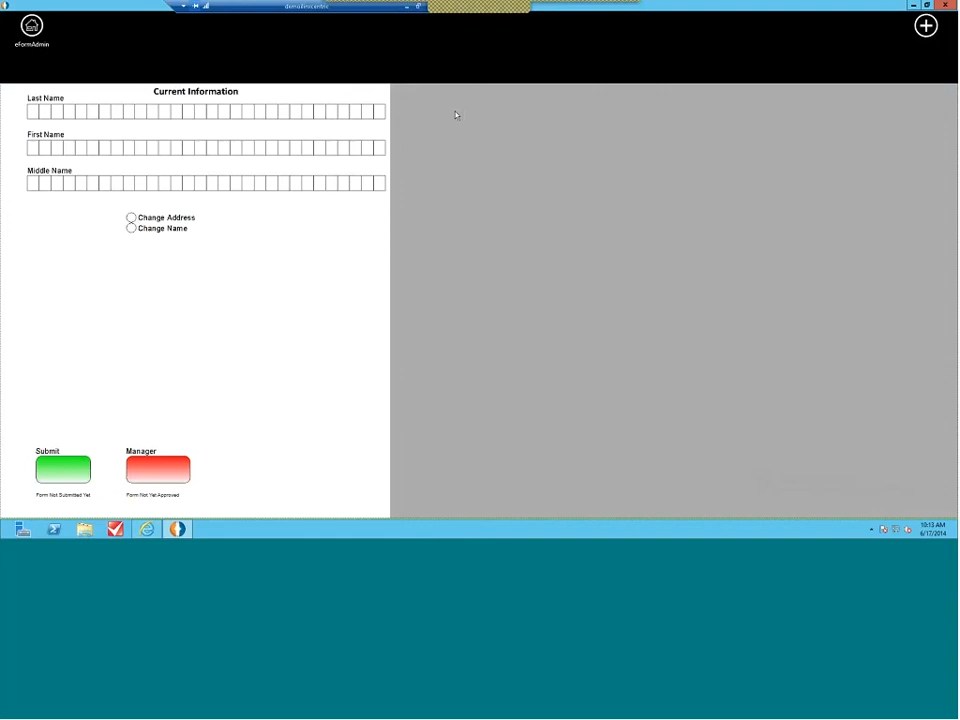 eFormAdmin
Current Information
Last Name
First Name
Middle Name
Change Address
Change Name
Submit
Manager
Form Not Submitted Yet
Form Not Yet Approved
10:13 AM
6/17/2014